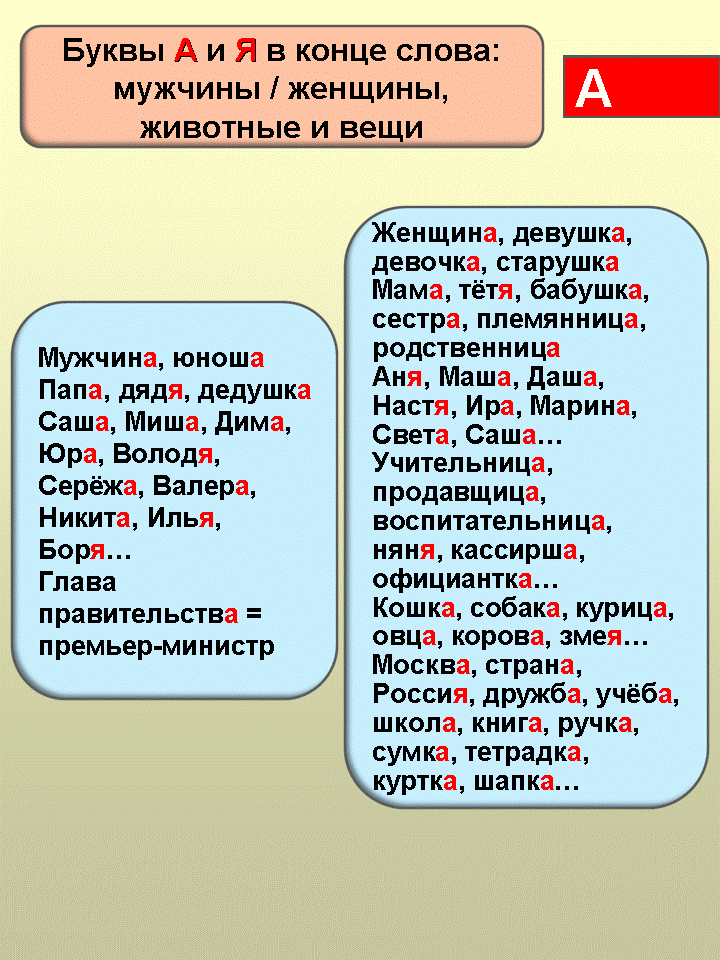 Буквы А и Я в конце слова:
мужчины / женщины,
животные и вещи
А
Мужчина, юноша
Папа, дядя, дедушка
Саша, Миша, Дима,
Юра, Володя,
Серёжа, Валера,
Никита, Илья,
Боря…
Глава
правительства =
премьер-министр
Женщина, девушка,
девочка, старушка
Мама, тётя, бабушка,
сестра, племянница,
родственница
Аня, Маша, Даша,
Настя, Ира, Марина,
Света, Саша…
Учительница,
продавщица,
воспитательница,
няня, кассирша,
официантка…
Кошка, собака, курица,
овца, корова, змея…
Москва, страна,
Россия, дружба, учёба,
школа, книга, ручка,
сумка, тетрадка,
куртка, шапка…